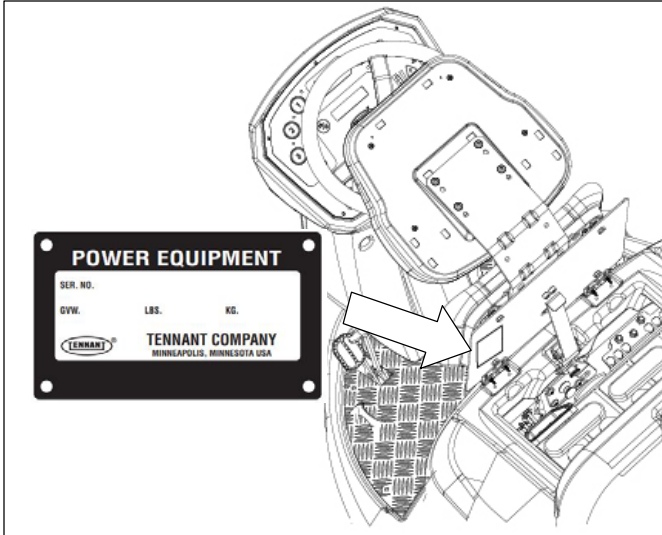 POWER EQUIPMENT
SER. NO.
GVW. LBS. KG.
TENNANT®
TENNANT COMPANY
MINNEAPOLIS, MINNESOTA USA